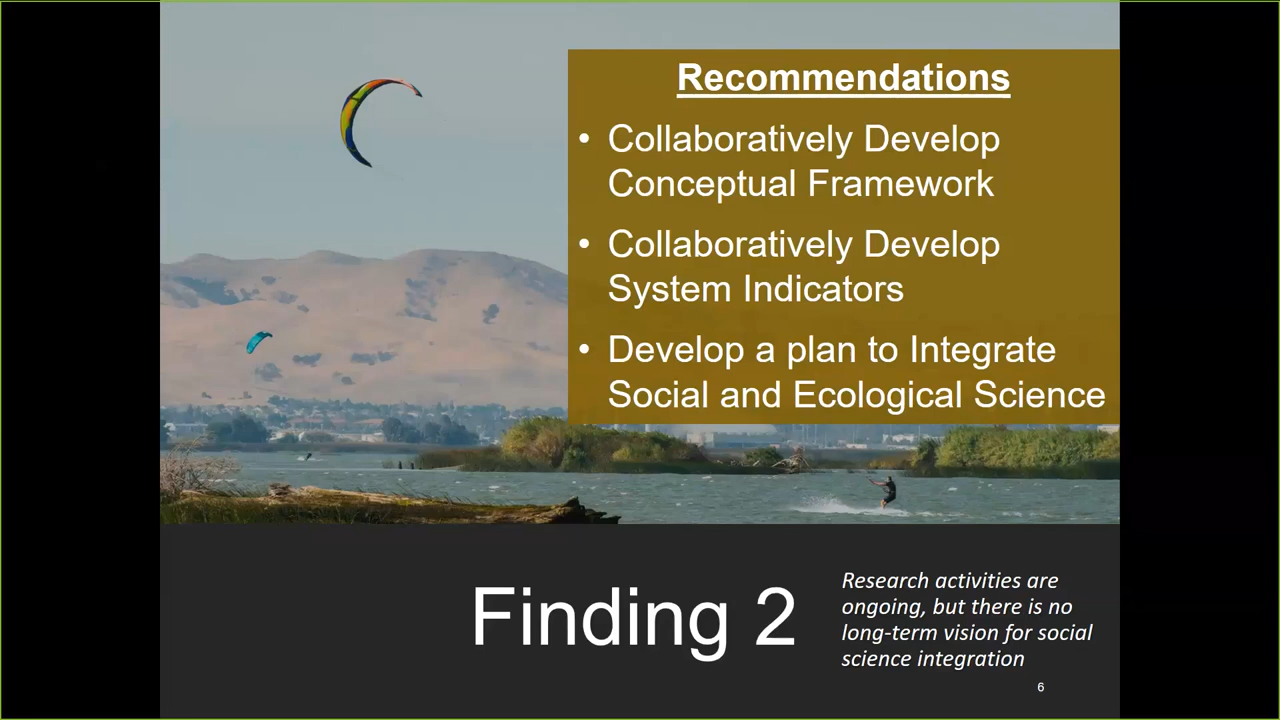 Recommendations
• Collaboratively Develop
Conceptual Framework
• Collaboratively Develop
System Indicators
• Develop a plan to Integrate
Social and Ecological Science
Finding 2
Research activities are
ongoing, but there is no
long-term vision for social
science integration
6